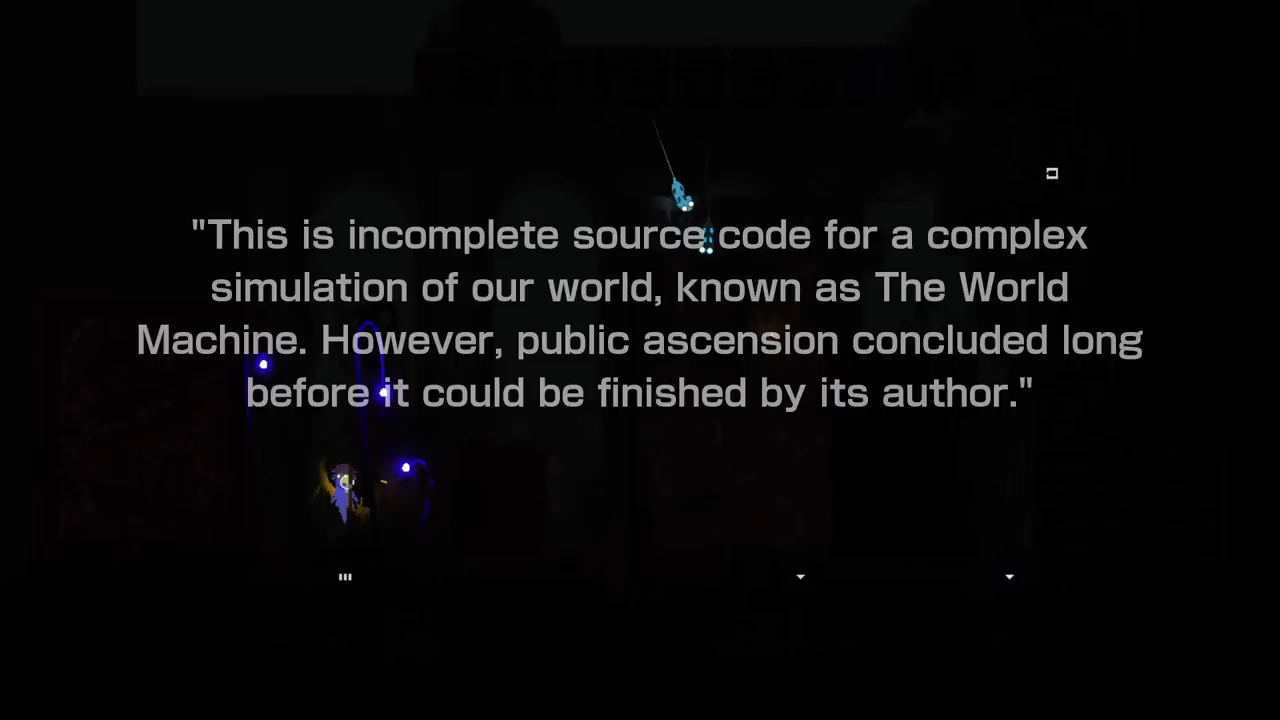 "This is incomplete source code for a complex
simulation of our world, known as The World
Machine. However, public ascension concluded long
before it could be finished by its author."